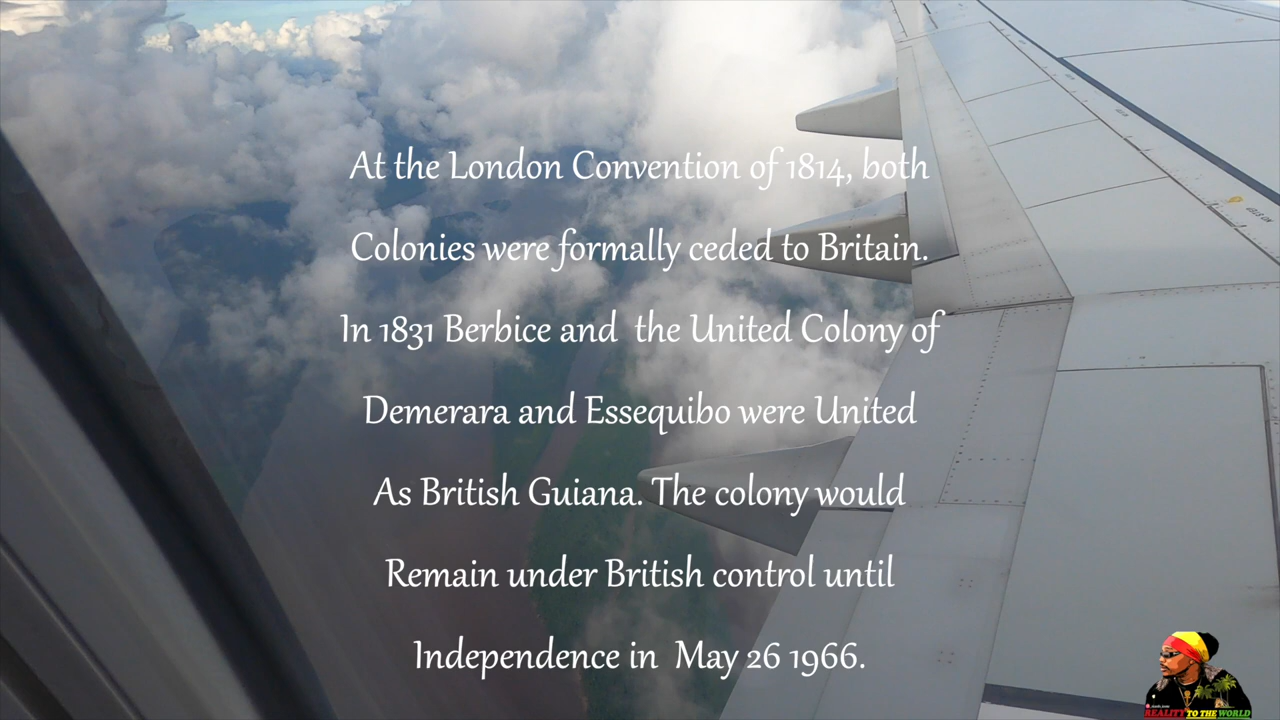 At the London Convention of 1814, both
Colonies were formally ceded to Britain.
In 1831 Berbice and the United Colony of
Demerara and Essequibo were United
As British Guiana. The colony would
Remain under British control until
Independence in May 26 1966.
REALITY TO THE WORLD